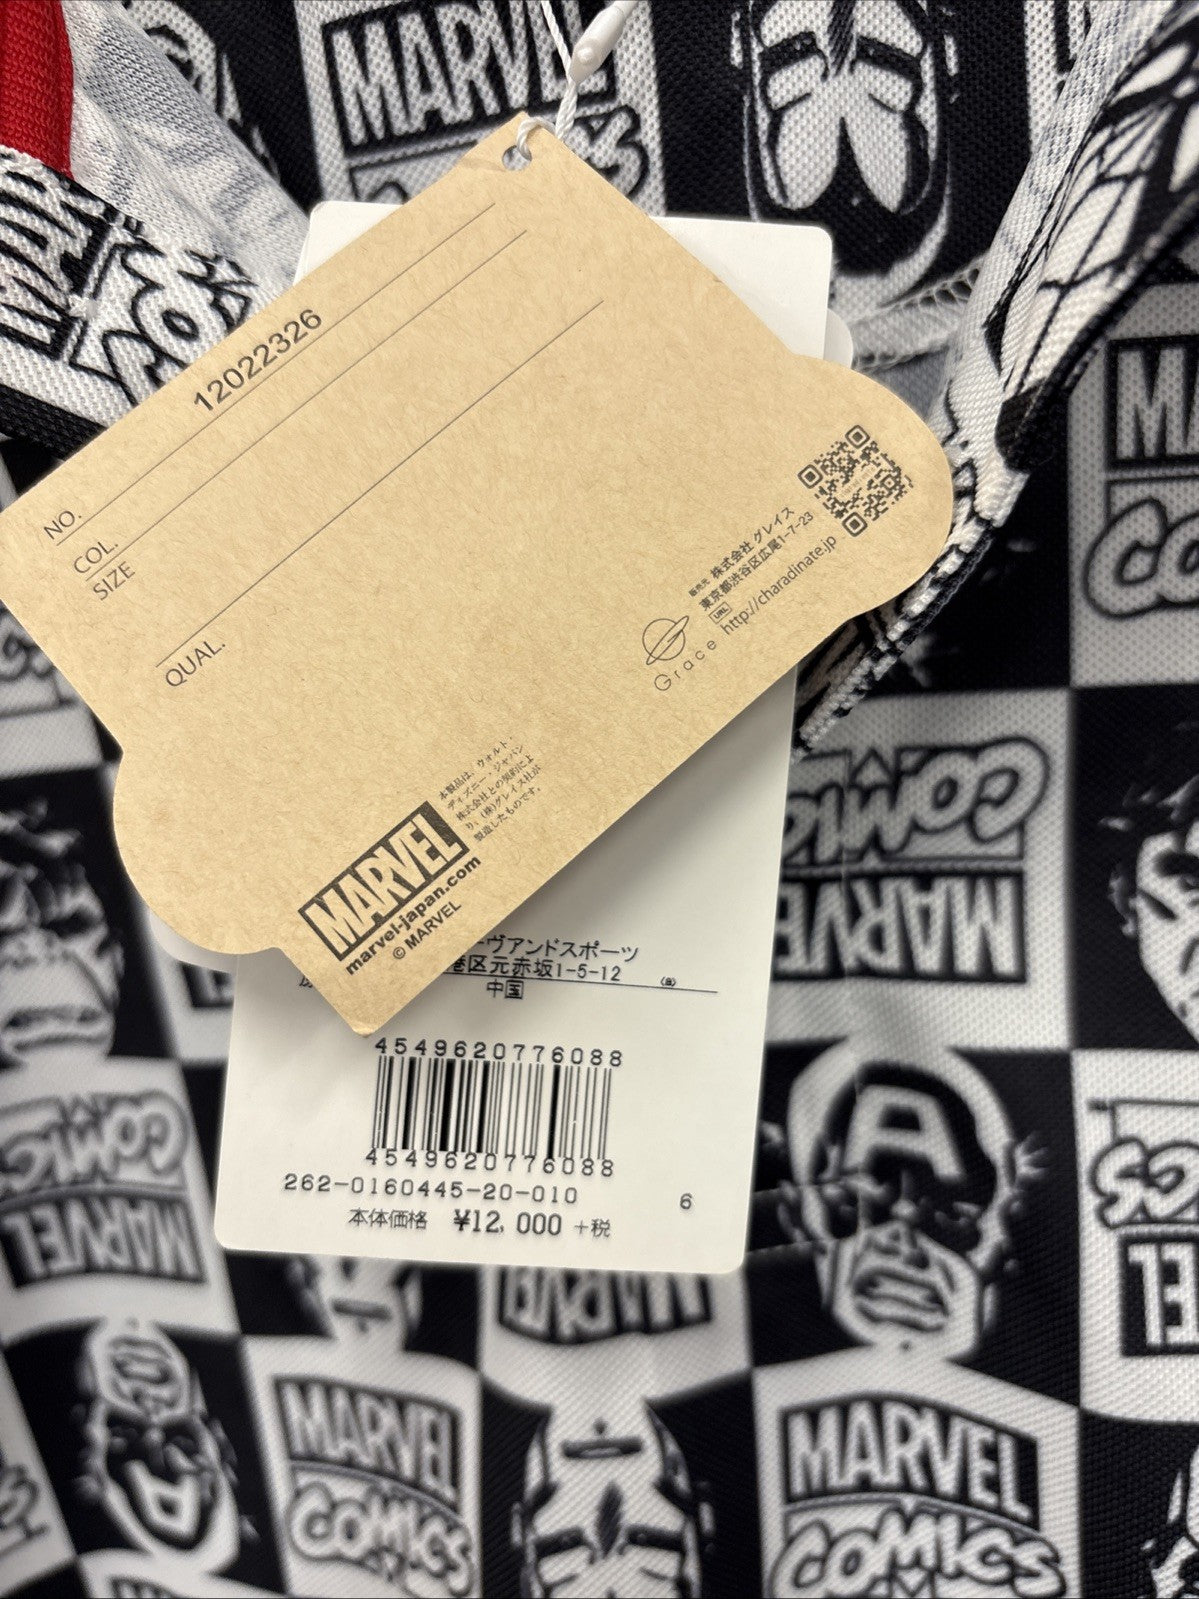 MARVEL
NO. 12022326
COL.
SIZE
QUAL.
販売元 株式会社 グレイス
東京都渋谷区広尾1-7-23
URL http://charadinate.jp
Grace
本製品は、ウォルト・
ディズニー・ジャパン
株式会社との契約によ
り、(株)グレイス社が
製造したものです。
MARVEL
marvel-japan.com
© MARVEL
ーヴアンドスポーツ
港区元赤坂1-5-12
中国
4549620776088
4549620776088
262-0160445-20-010
6
本体価格 ¥12,000 +税
MARVEL
COMICS
COMICS
MARVEL
A
COMICS
MARVEL
MARVEL
MARVEL
COMICS
MARVEL
COMICS